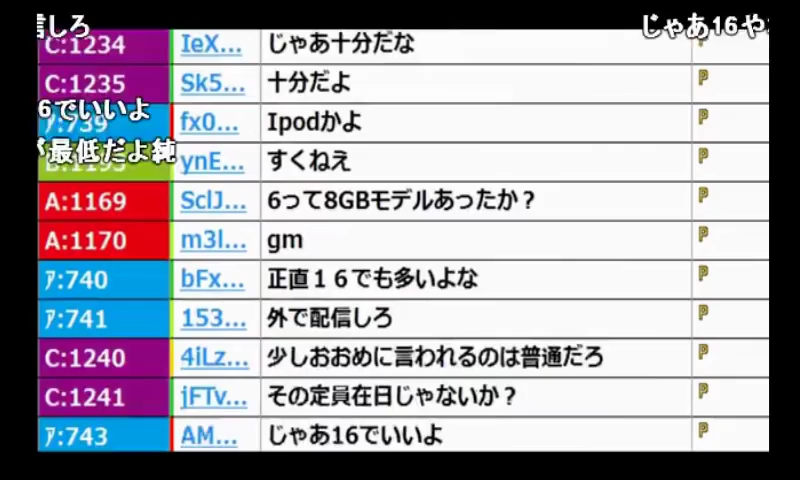 言しろ
じゃあ16や
C:1234 IeX... じゃあ十分だな P
C:1235 Sk5... 十分だよ P
6でいいよ
ｱ:739 fx0... Ipodかよ P
最低だよ純
B:1195 ynE... すくねえ P
A:1169 SclJ... 6って8GBモデルあったか？ P
A:1170 m3l... gm P
ｱ:740 bFx... 正直１６でも多いよな P
ｱ:741 153... 外で配信しろ P
C:1240 4iLz... 少しおおめに言われるのは普通だろ P
C:1241 jFTv... その定員在日じゃないか？ P
ｱ:743 AM... じゃあ16でいいよ P